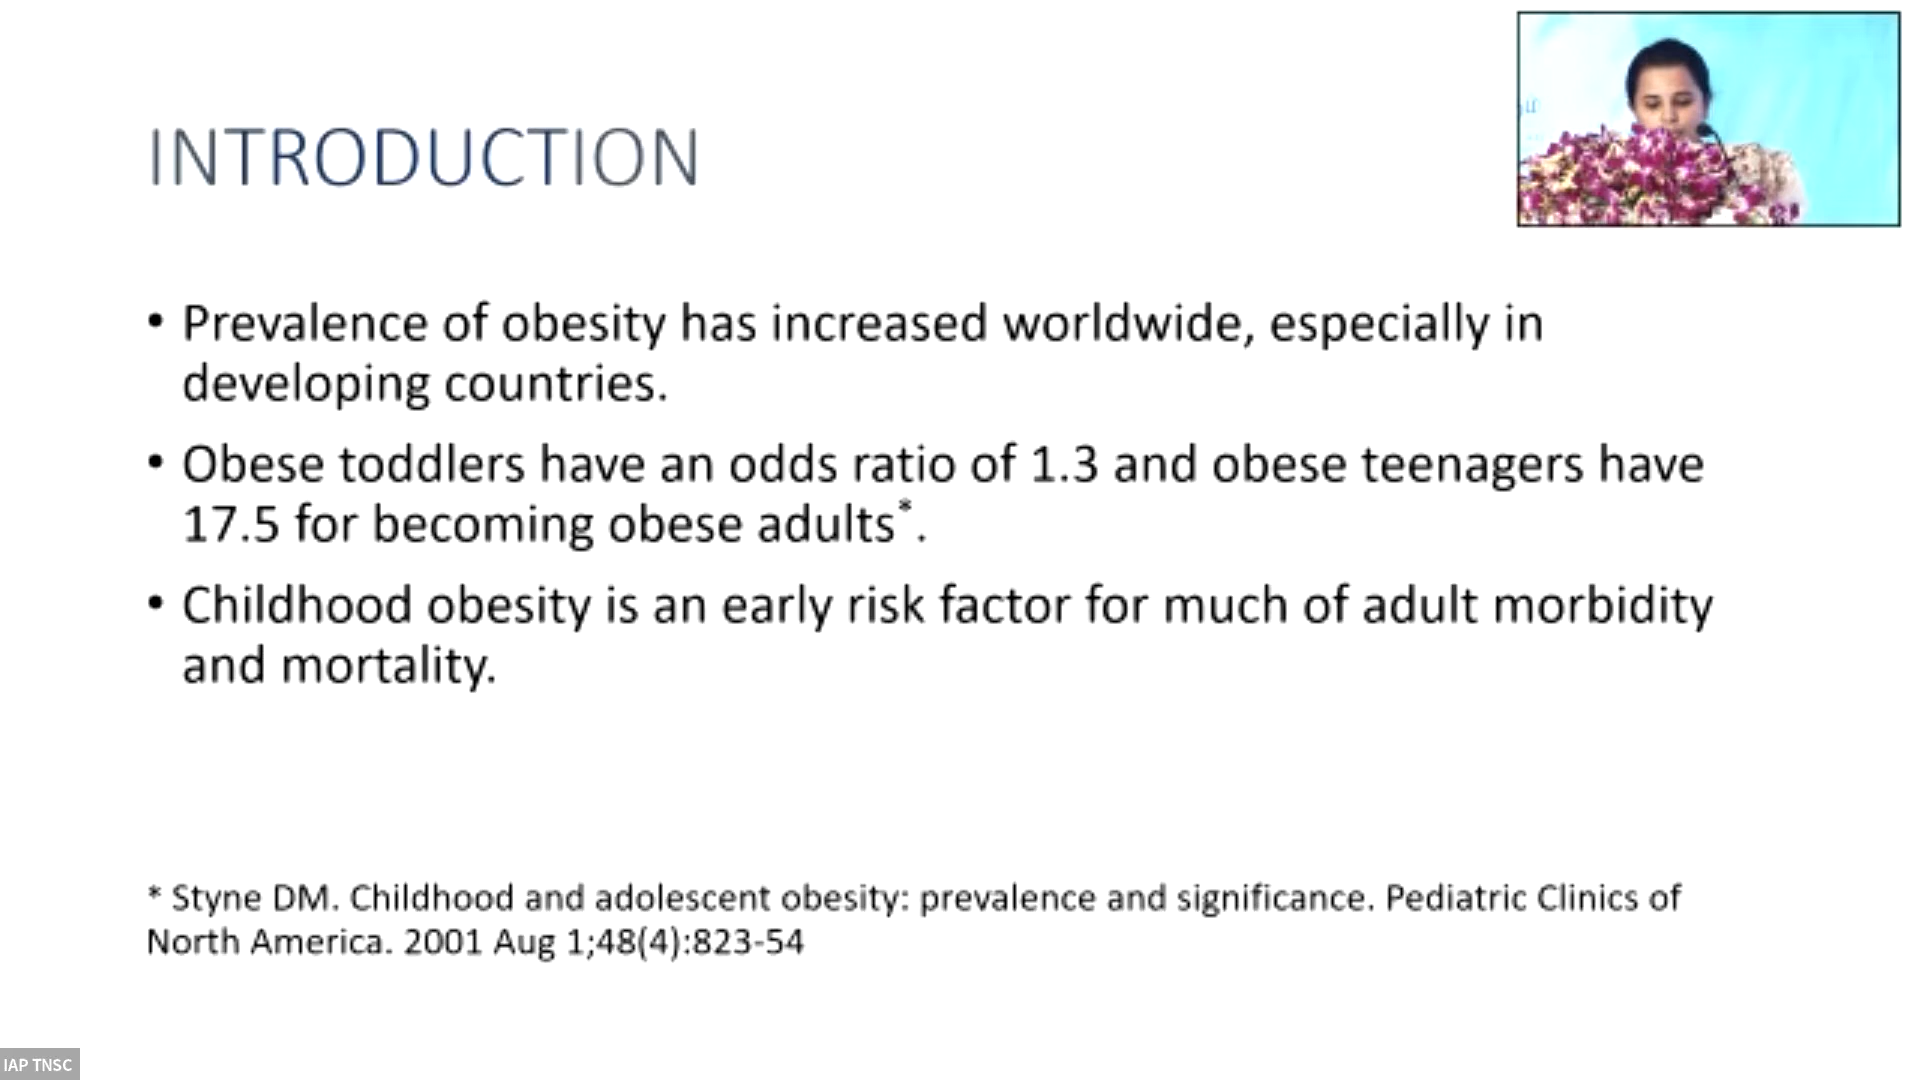 INTRODUCTION
• Prevalence of obesity has increased worldwide, especially in
developing countries.
• Obese toddlers have an odds ratio of 1.3 and obese teenagers have
17.5 for becoming obese adults*.
• Childhood obesity is an early risk factor for much of adult morbidity
and mortality.
* Styne DM. Childhood and adolescent obesity: prevalence and significance. Pediatric Clinics of
North America. 2001 Aug 1;48(4):823-54
IAP TNSC